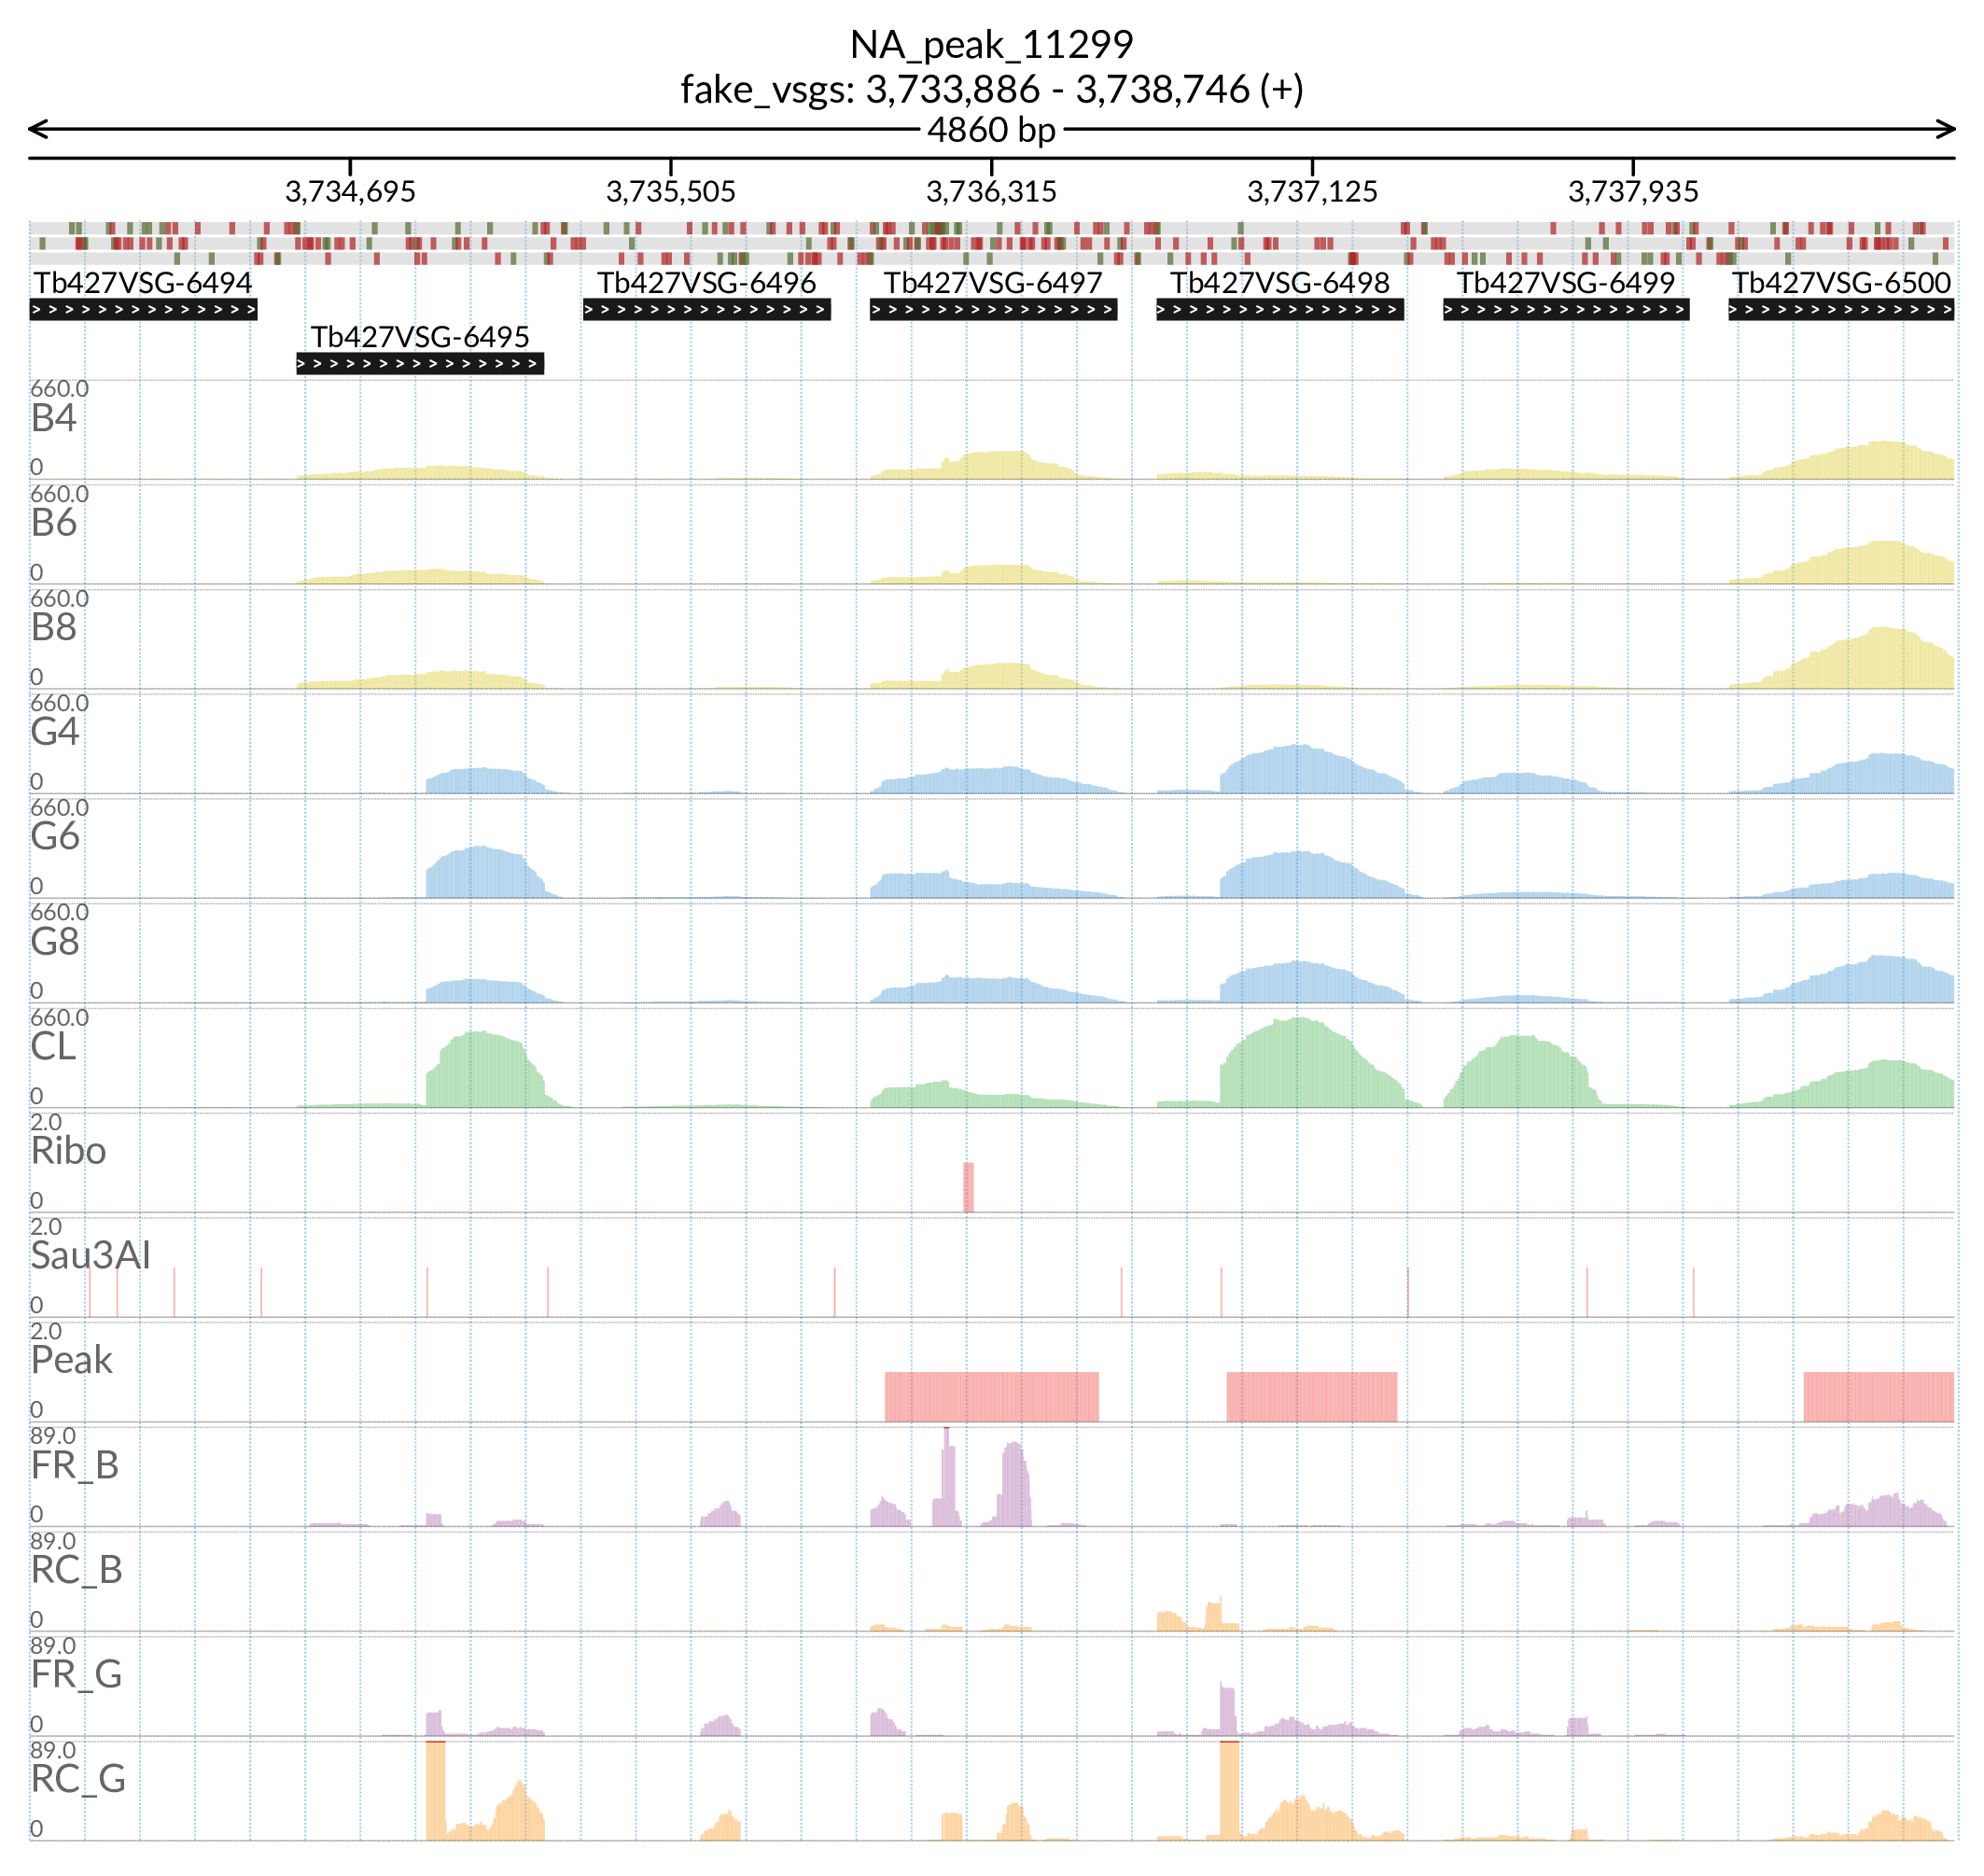 NA_peak_11299
fake_vsgs: 3,733,886 - 3,738,746 (+)
4860 bp
3,734,695 3,735,505 3,736,315 3,737,125 3,737,935
Tb427VSG-6494 Tb427VSG-6496 Tb427VSG-6497 Tb427VSG-6498 Tb427VSG-6499 Tb427VSG-6500
Tb427VSG-6495
660.0
B4
0
660.0
B6
0
660.0
B8
0
660.0
G4
0
660.0
G6
0
660.0
G8
0
660.0
CL
0
2.0
Ribo
0
2.0
Sau3AI
0
2.0
Peak
0
89.0
FR_B
0
89.0
RC_B
0
89.0
FR_G
0
89.0
RC_G
0